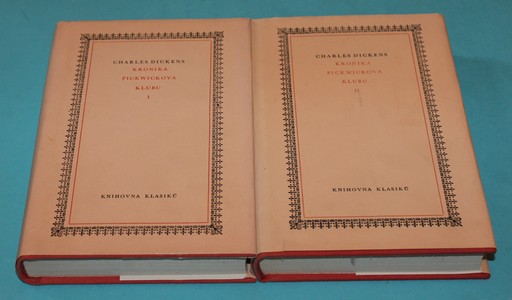 CHARLES DICKENS
KRONIKA
PICKWICKOVA
KLUBU
I
KNIHOVNA KLASIKŮ
CHARLES DICKENS
KRONIKA
PICKWICKOVA
KLUBU
II
KNIHOVNA KLASIKŮ